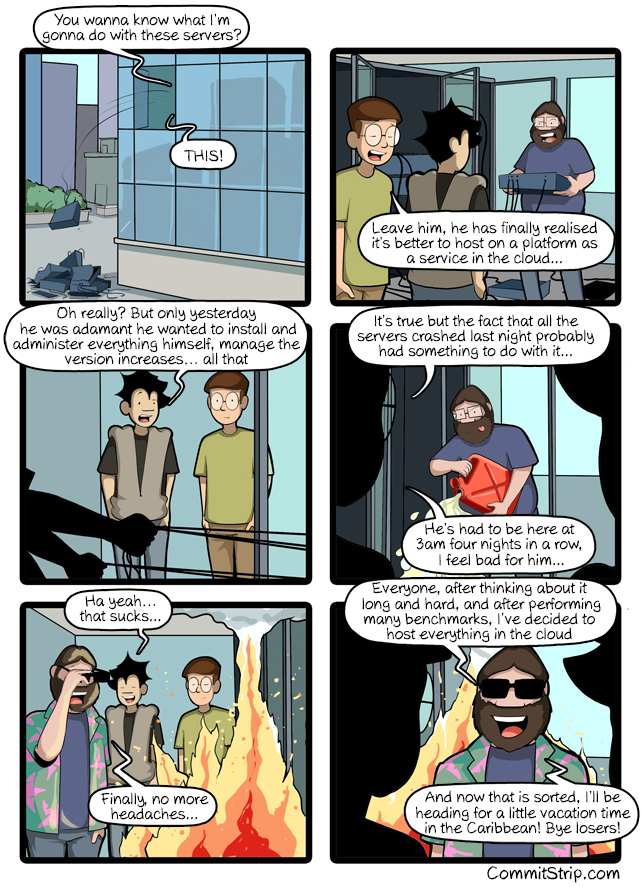 You wanna know what I'm
gonna do with these servers?
THIS!
Leave him, he has finally realised
it's better to host on a platform as
a service in the cloud...
Oh really? But only yesterday
he was adamant he wanted to install and
administer everything himself, manage the
version increases... all that
It's true but the fact that all the
servers crashed last night probably
had something to do with it...
He's had to be here at
3am four nights in a row,
I feel bad for him...
Ha yeah...
that sucks...
Finally, no more
headaches...
Everyone, after thinking about it
long and hard, and after performing
many benchmarks, I've decided to
host everything in the cloud
And now that is sorted, I'll be
heading for a little vacation time
in the Caribbean! Bye losers!
CommitStrip.com